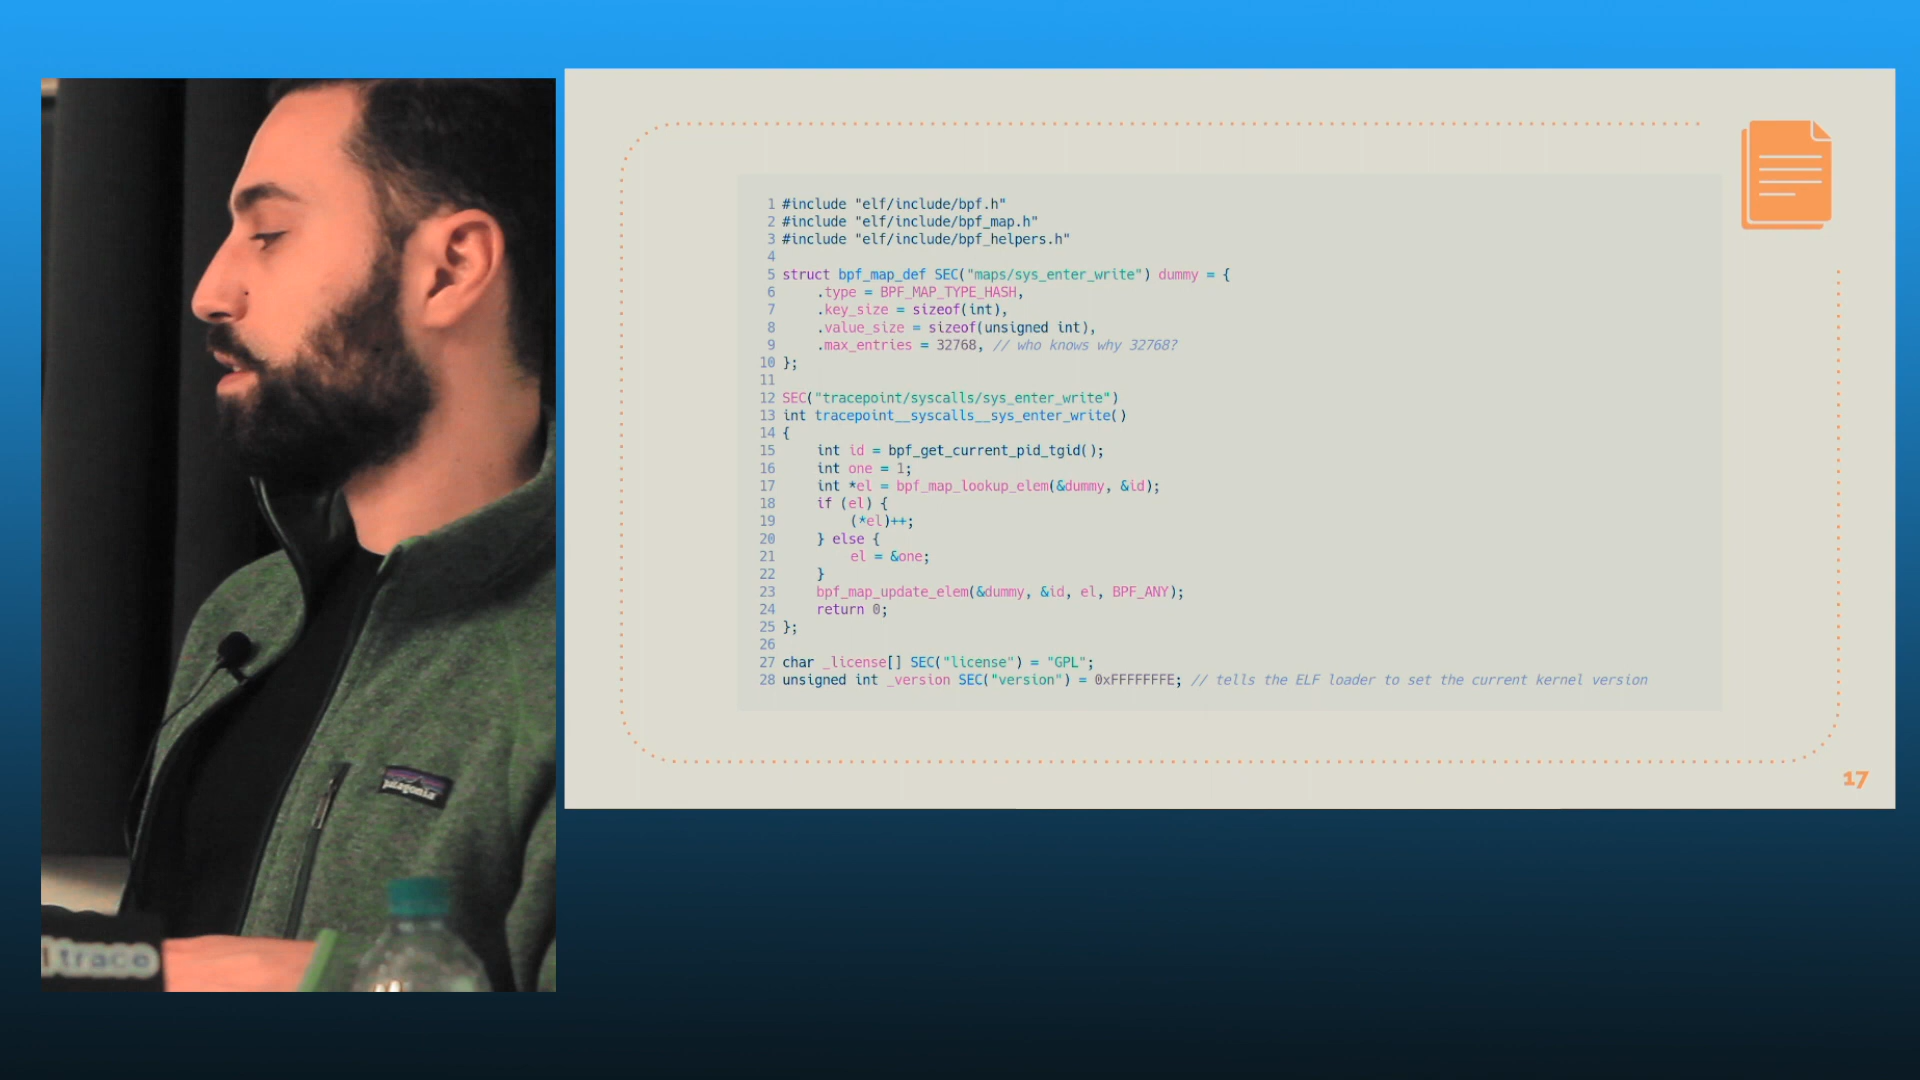 1 #include "elf/include/bpf.h"
2 #include "elf/include/bpf_map.h"
3 #include "elf/include/bpf_helpers.h"
4
5 struct bpf_map_def SEC("maps/sys_enter_write") dummy = {
6     .type = BPF_MAP_TYPE_HASH,
7     .key_size = sizeof(int),
8     .value_size = sizeof(unsigned int),
9     .max_entries = 32768, // who knows why 32768?
10 };
11
12 SEC("tracepoint/syscalls/sys_enter_write")
13 int tracepoint__syscalls__sys_enter_write()
14 {
15     int id = bpf_get_current_pid_tgid();
16     int one = 1;
17     int *el = bpf_map_lookup_elem(&dummy, &id);
18     if (el) {
19         (*el)++;
20     } else {
21         el = &one;
22     }
23     bpf_map_update_elem(&dummy, &id, el, BPF_ANY);
24     return 0;
25 };
26
27 char _license[] SEC("license") = "GPL";
28 unsigned int _version SEC("version") = 0xFFFFFFFE; // tells the ELF loader to set the current kernel version
17
patagonia
trace